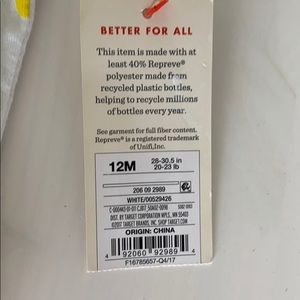 BETTER FOR ALL
This item is made with at
least 40% Repreve®
polyester made from
recycled plastic bottles,
helping to recycle millions
of bottles every year.
See garment for full fiber content.
Repreve® is a registered trademark
of Unifi,Inc.
12M
28-30.5 in
20-23 lb
206 09 2989
WHITE/00529426
DIST. BY TARGET CORPORATION MPLS., MN 55403
©2017 TARGET BRANDS INC. SHOP TARGET.COM
ORIGIN: CHINA
4 92060 92989 4
F16785657-Q4/17